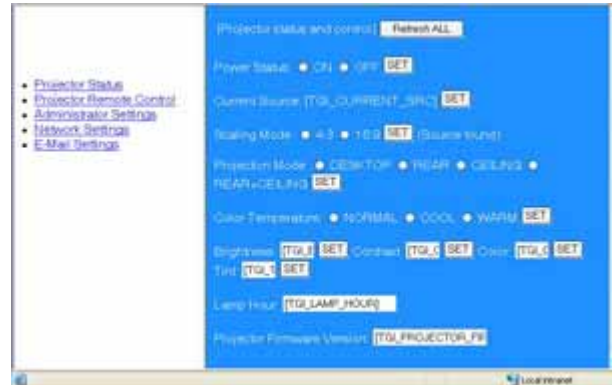 Projector Status
Projector Remote Control
Administrator Settings
Network Settings
E-Mail Settings
[Projector status and control] Refresh ALL
Power Status: ON OFF SET
Current Source: [TGI_CURRENT_SRC] SET
Scaling Mode: 4:3 16:9 SET (Source found)
Projection Mode: DESKTOP REAR CEILING
REAR+CEILING SET
Color Temperature: NORMAL COOL WARM SET
Brightness: SET Contrast: SET Color: SET
Tint: SET
Lamp Hour: [TGI_LAMP_HOUR]
Projector Firmware Version: [TGI_PROJECTOR_FIR
Local intranet